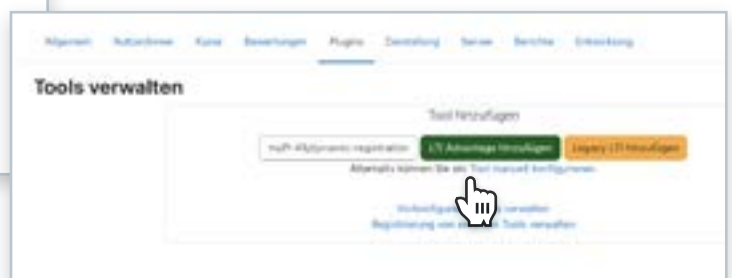 Allgemein Nutzer/innen Kurse Bewertungen Plugins Darstellung Server Berichte Entwicklung
Tools verwalten
Tool hinzufügen
LTI Advantage hinzufügen Legacy LTI hinzufügen
Alternativ können Sie ein Tool manuell konfigurieren
verwalten
Registrierung von Tools verwalten